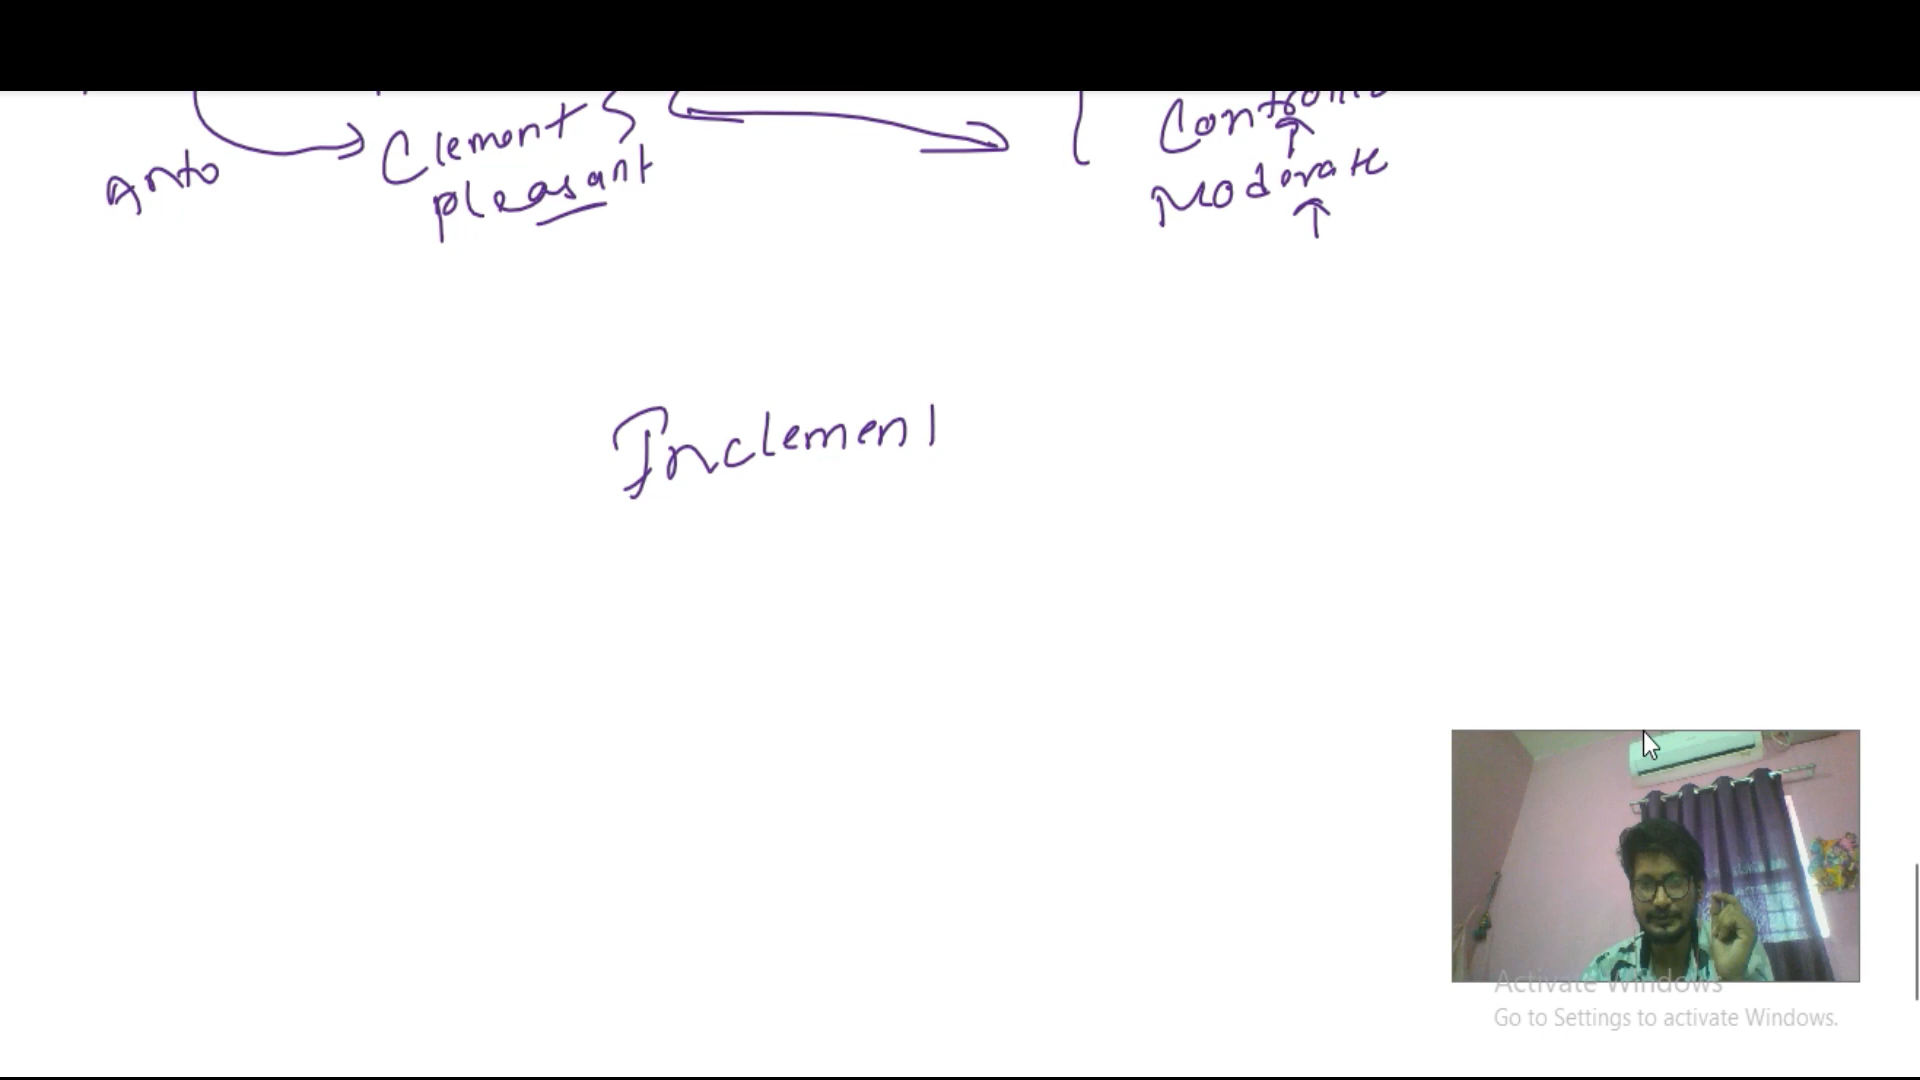 Anto
Clement
pleasant
Moderate
Inclement
Activate Windows
Go to Settings to activate Windows.